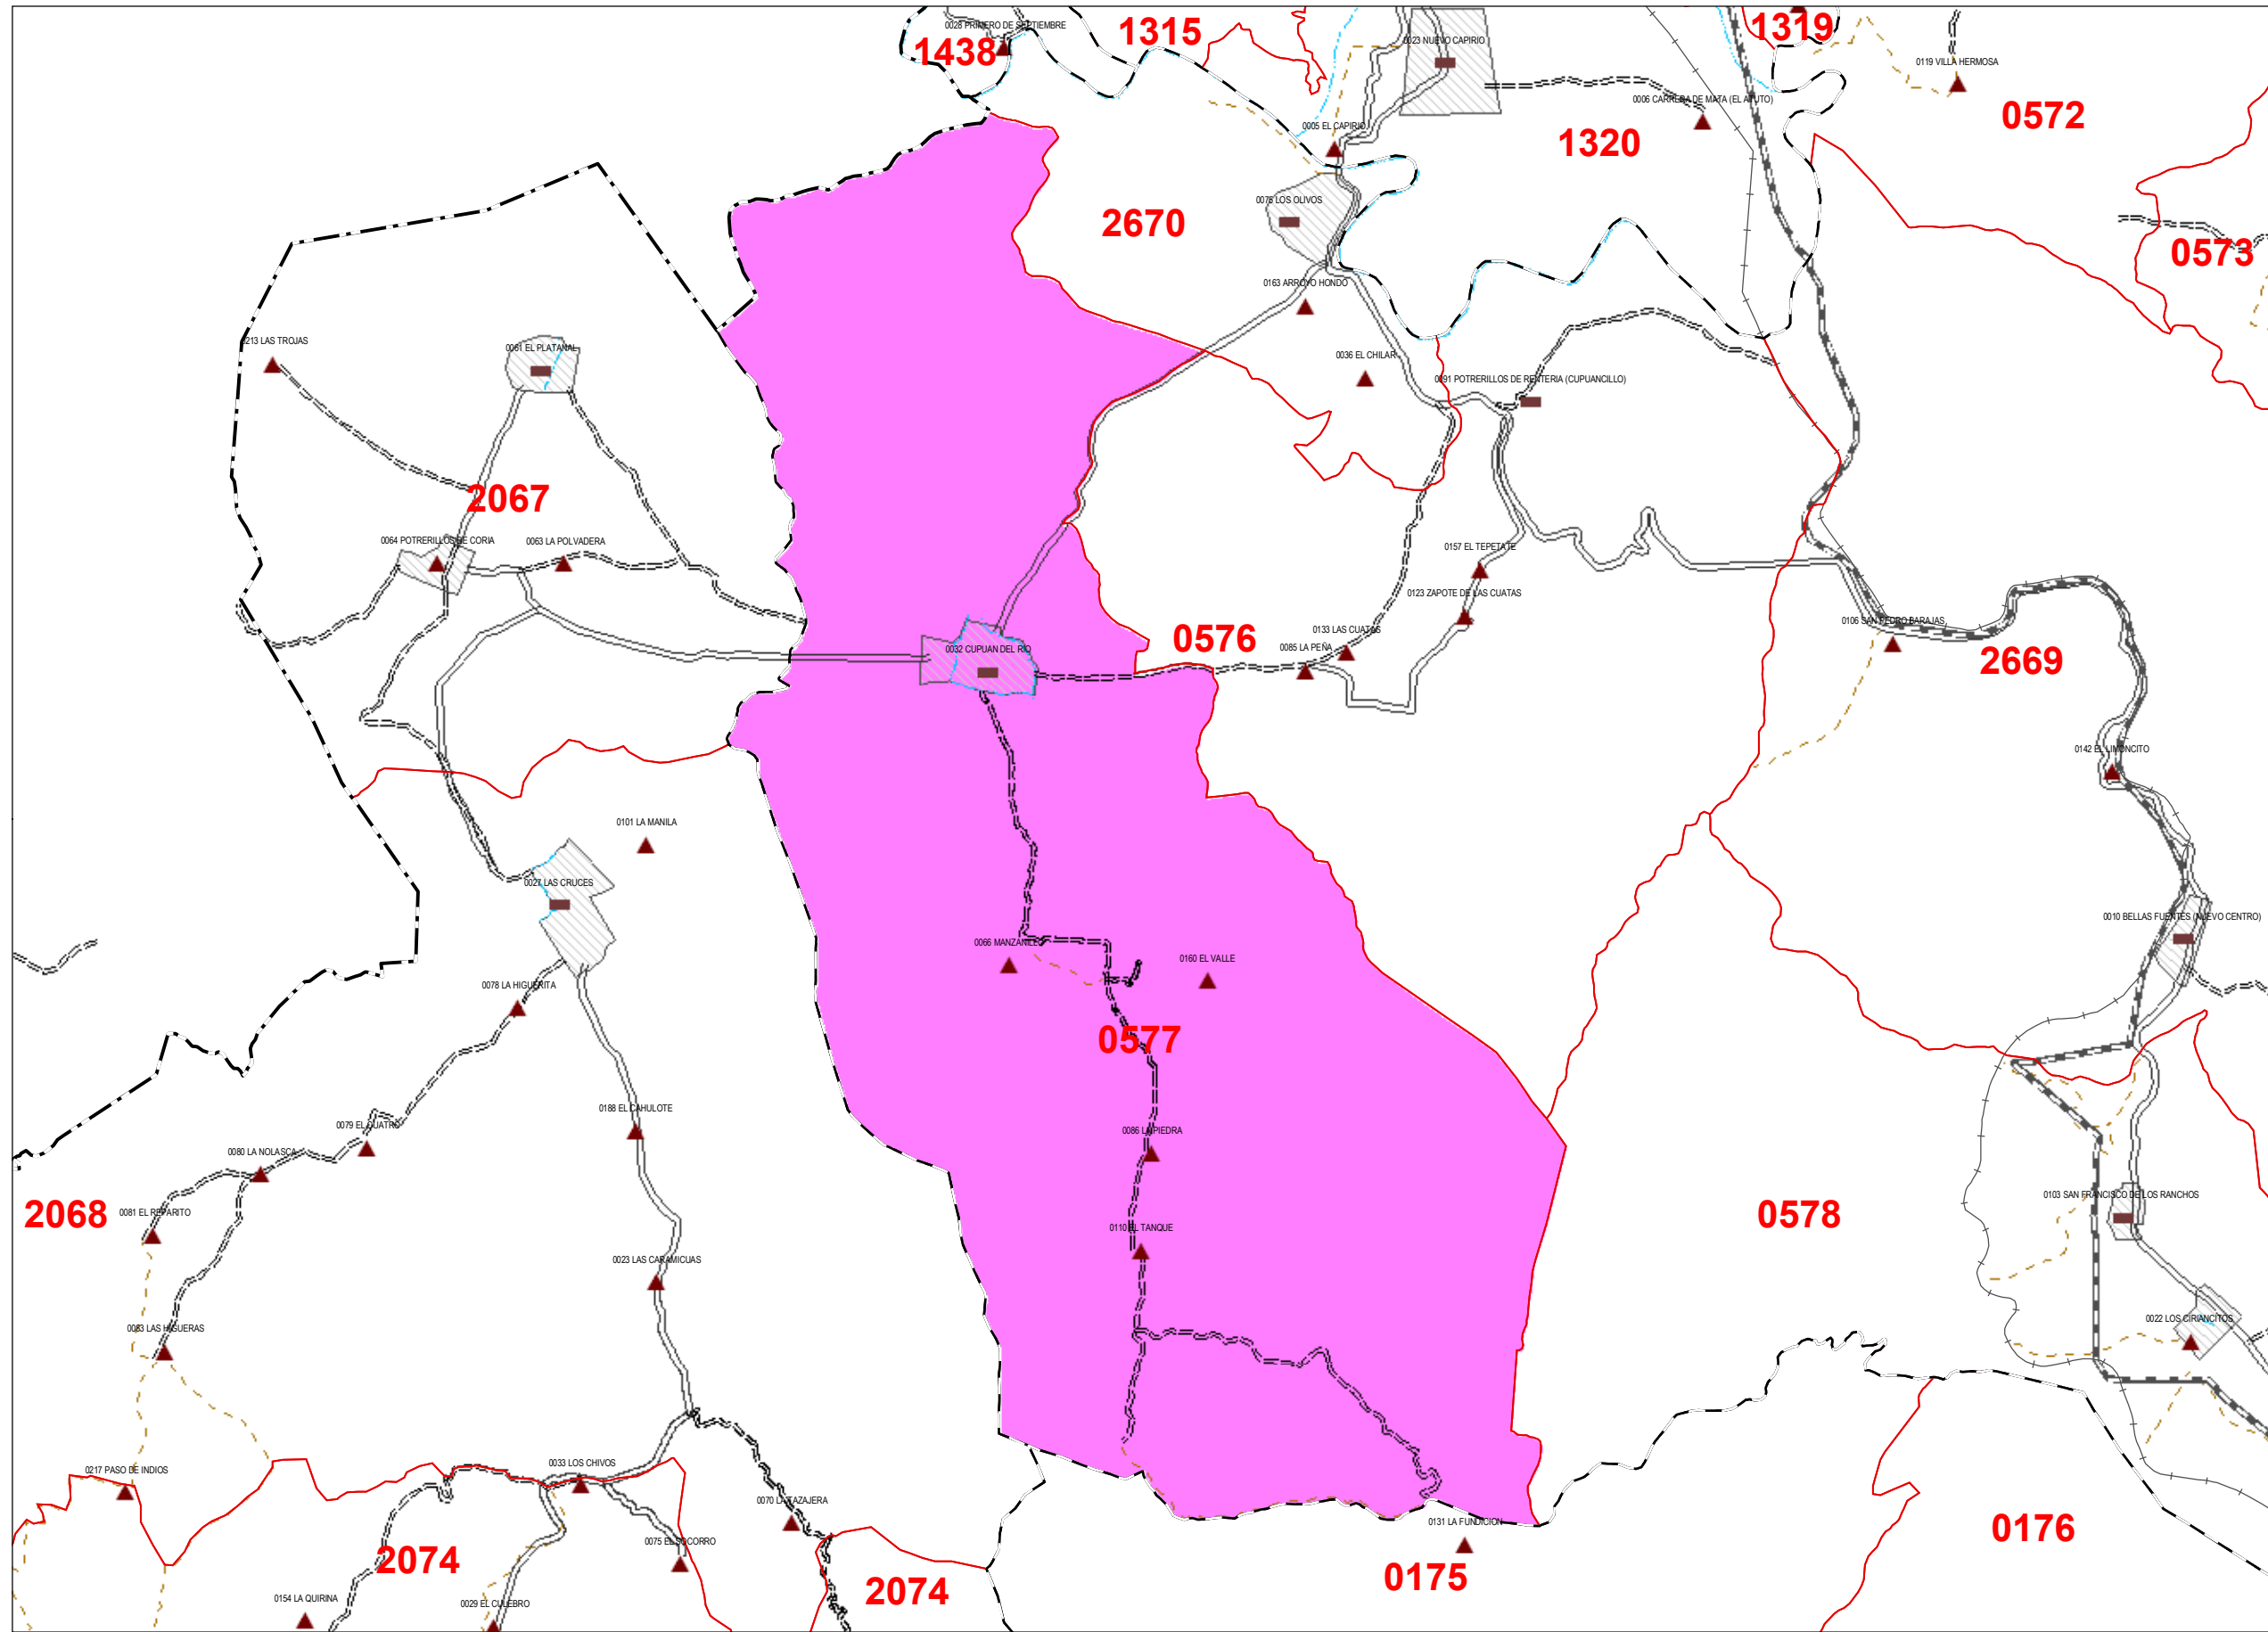 0028 PRIMERO DE SEPTIEMBRE
1438
1315
0023 NUEVO CAPIRIO
1319
0119 VILLA HERMOSA
0006 CARRERA DE MATA (EL ATUTO)
0572
0005 EL CAPIRIO
1320
0075 LOS OLIVOS
2670
0573
0163 ARROYO HONDO
0213 LAS TROJAS
0061 EL PLATANAL
0036 EL CHILAR
0091 POTRERILLOS DE RENTERIA (CUPUANCILLO)
2067
0064 POTRERILLOS DE CORIA
0063 LA POLVADERA
0157 EL TEPETATE
0123 ZAPOTE DE LAS CUATAS
0133 LAS CUATAS
0576
0085 LA PEÑA
0106 SAN PEDRO BARAJAS
2669
0032 CUPUAN DEL RIO
0142 EL LIMONCITO
0101 LA MANILA
0027 LAS CRUCES
0010 BELLAS FUENTES (NUEVO CENTRO)
0066 MANZANILLO
0160 EL VALLE
0078 LA HIGUERITA
0577
0188 EL CAHULOTE
0079 EL CUATRO
0086 LA PIEDRA
0080 LA NOLASCA
0103 SAN FRANCISCO DE LOS RANCHOS
2068
0081 EL REPARITO
0578
0110 EL TANQUE
0023 LAS CARAMICUAS
0083 LAS HIGUERAS
0022 LOS CIRIANCITOS
0217 PASO DE INDIOS
0033 LOS CHIVOS
0070 LA TAZAJERA
0131 LA FUNDICION
0176
0075 EL SOCORRO
2074
0175
2074
0154 LA QUIRINA
0029 EL CULEBRO